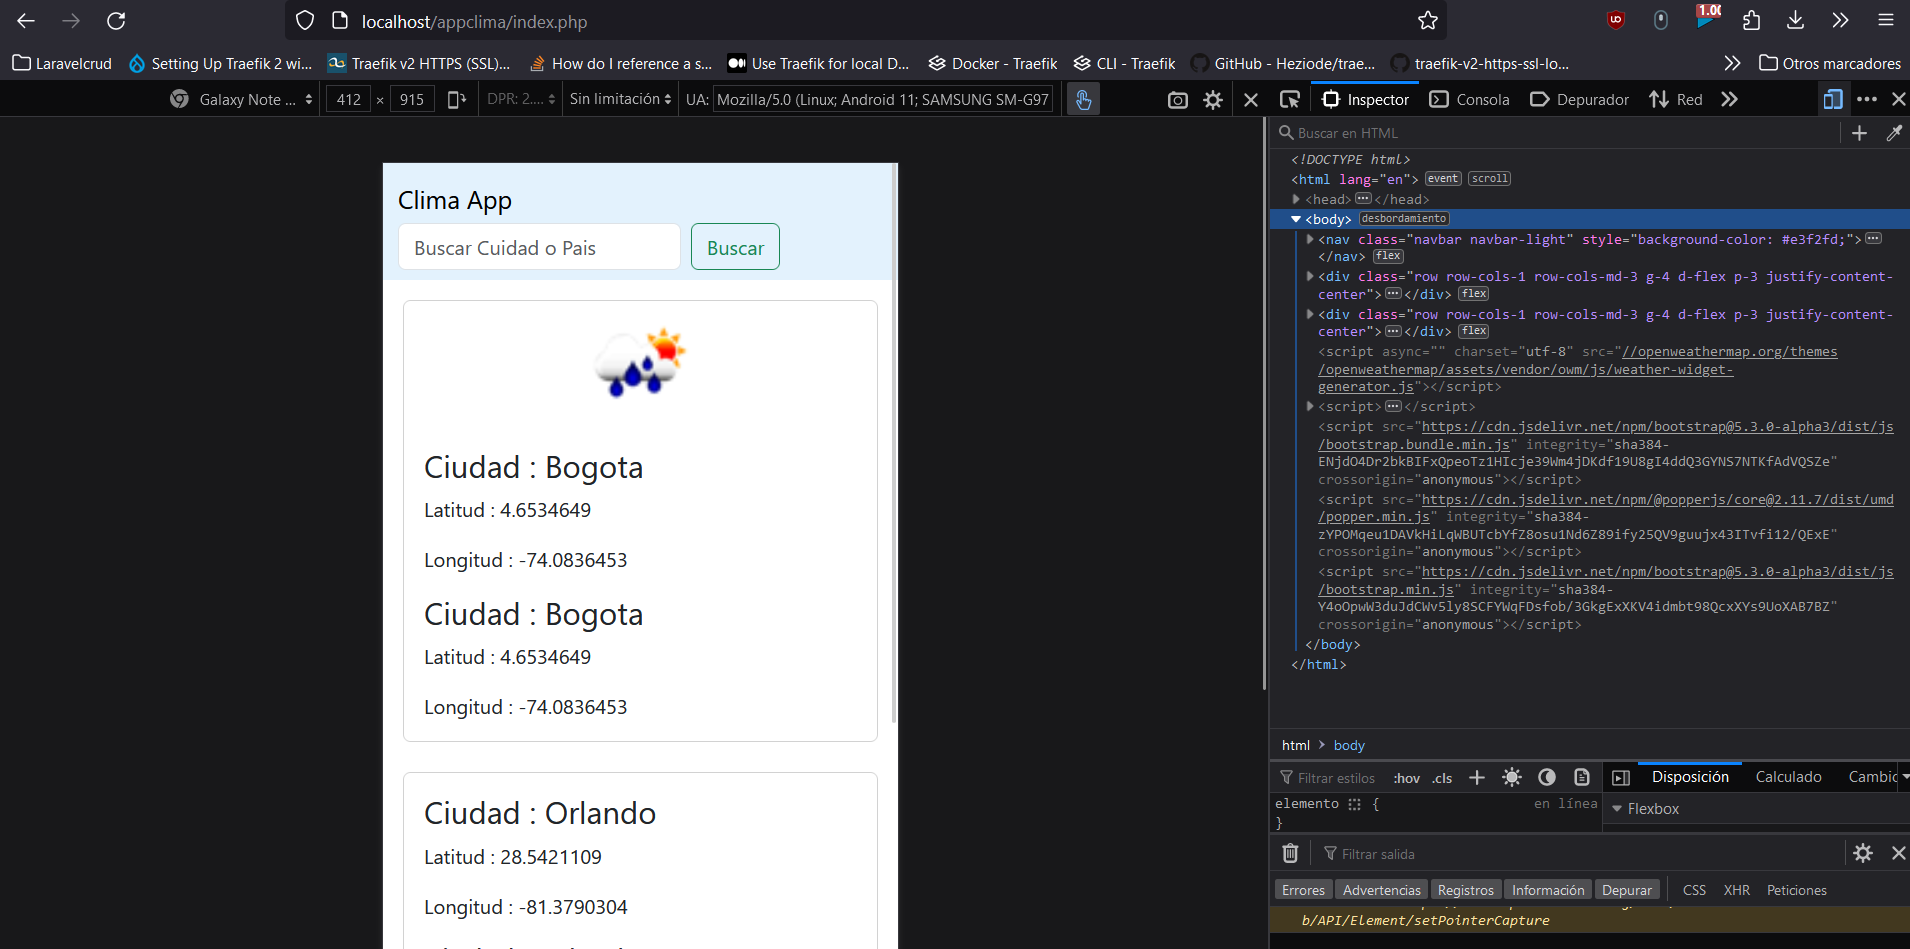 localhost/appclima/index.php
1.00
Laravelcrud
Setting Up Traefik 2 wi...
Traefik v2 HTTPS (SSL)...
How do I reference a s...
Use Traefik for local D...
Docker - Traefik
CLI - Traefik
GitHub - Heziode/trae...
traefik-v2-https-ssl-lo...
Otros marcadores
Galaxy Note ...
412 × 915
DPR: 2....
Sin limitación
UA: Mozilla/5.0 (Linux; Android 11; SAMSUNG SM-G97
Inspector
Consola
Depurador
Red
Clima App
Buscar Cuidad o Pais
Buscar
Ciudad : Bogota
Latitud : 4.6534649
Longitud : -74.0836453
Ciudad : Bogota
Latitud : 4.6534649
Longitud : -74.0836453
Ciudad : Orlando
Latitud : 28.5421109
Longitud : -81.3790304
Buscar en HTML
<!DOCTYPE html>
<html lang="en"> event scroll
<head>···</head>
<body> desbordamiento
<nav class="navbar navbar-light" style="background-color: #e3f2fd;">···
</nav> flex
<div class="row row-cols-1 row-cols-md-3 g-4 d-flex p-3 justify-content-
center">···</div> flex
<div class="row row-cols-1 row-cols-md-3 g-4 d-flex p-3 justify-content-
center">···</div> flex
<script async="" charset="utf-8" src="//openweathermap.org/themes
/openweathermap/assets/vendor/owm/js/weather-widget-
generator.js"></script>
<script>···</script>
<script src="https://cdn.jsdelivr.net/npm/bootstrap@5.3.0-alpha3/dist/js
/bootstrap.bundle.min.js" integrity="sha384-
ENjdO4Dr2bkBIFxQpeoTz1HIcje39Wm4jDKdf19U8gI4ddQ3GYNS7NTKfAdVQSZe"
crossorigin="anonymous"></script>
<script src="https://cdn.jsdelivr.net/npm/@popperjs/core@2.11.7/dist/umd
/popper.min.js" integrity="sha384-
zYPOMqeu1DAVkHiLqWBUTcbYfZ8osu1Nd6Z89ify25QV9guujx43ITvfi12/QExE"
crossorigin="anonymous"></script>
<script src="https://cdn.jsdelivr.net/npm/bootstrap@5.3.0-alpha3/dist/js
/bootstrap.min.js" integrity="sha384-
Y4oOpwW3duJdCWv5ly8SCFYWqFDsfob/3GkgExXKV4idmbt98QcxXYs9UoXAB7BZ"
crossorigin="anonymous"></script>
</body>
</html>
html > body
Filtrar estilos
:hov .cls
Disposición
Calculado
Cambio
elemento {
en línea
}
Flexbox
Filtrar salida
Errores
Advertencias
Registros
Información
Depurar
CSS
XHR
Peticiones
b/API/Element/setPointerCapture